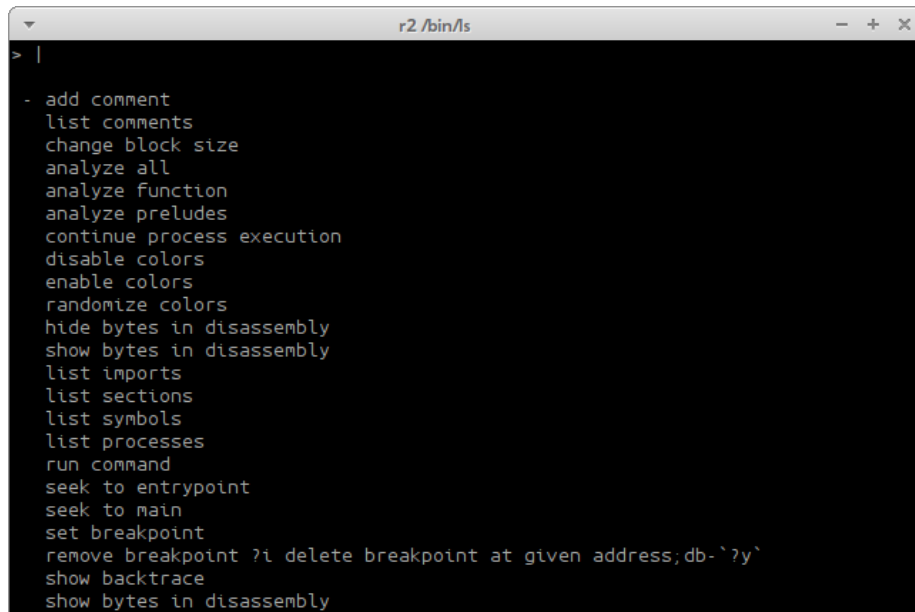 r2 /bin/ls
> |
- add comment
list comments
change block size
analyze all
analyze function
analyze preludes
continue process execution
disable colors
enable colors
randomize colors
hide bytes in disassembly
show bytes in disassembly
list imports
list sections
list symbols
list processes
run command
seek to entrypoint
seek to main
set breakpoint
remove breakpoint ?i delete breakpoint at given address;db-`?y`
show backtrace
show bytes in disassembly